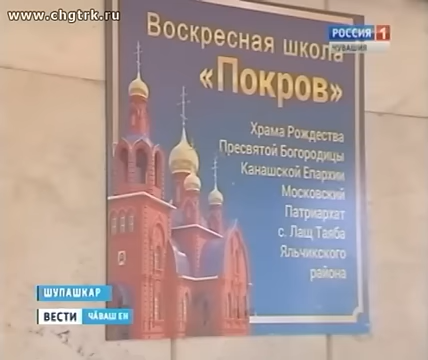 www.chgtrk.ru
РОССИЯ 1
ЧУВАШИЯ
Воскресная школа
«Покров»
Храма Рождества
Пресвятой Богородицы
Канашской Епархии
Московский
Патриархат
с. Лащ Таяба
Яльчикского
района
ШУПАШКАР
ВЕСТИ ЧӐВАШ ЕН